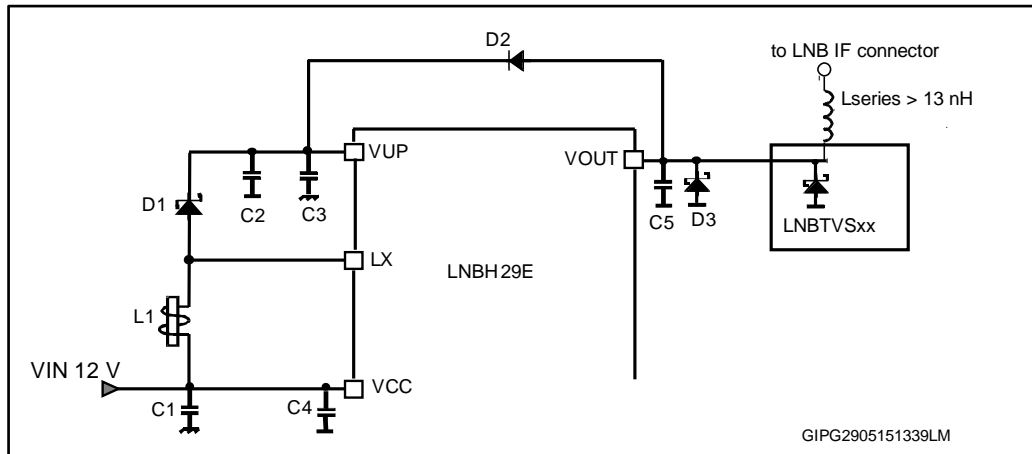 D2
to LNB IF connector
Lseries > 13 nH
VUP
VOUT
D1
C2
C3
C5
D3
LNBTVSxx
LX
LNBH29E
L1
VIN 12 V
VCC
C1
C4
GIPG2905151339LM